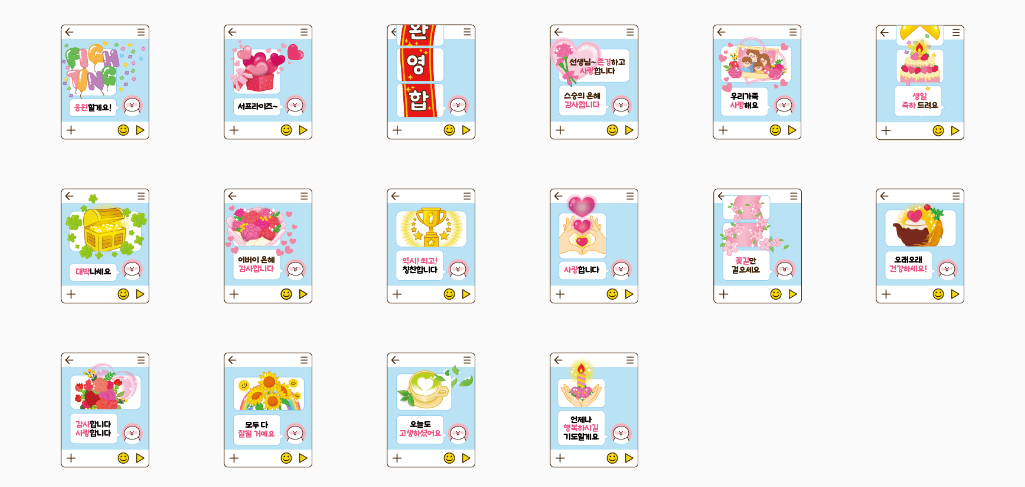 FIGH
TING
응원할게요!
서프라이즈~
환
영
합
선생님~ 존경하고
사랑합니다
스승의 은혜
감사합니다
우리가족
사랑해요
생일
축하 드려요
대박나세요
어버이 은혜
감사합니다
역시! 최고!
칭찬합니다
사랑합니다
꽃길만
걸으세요
오래오래
건강하세요!
감사합니다
사랑합니다
모두 다
잘될 거예요
오늘도
고생하셨어요
언제나
행복하시길
기도할게요